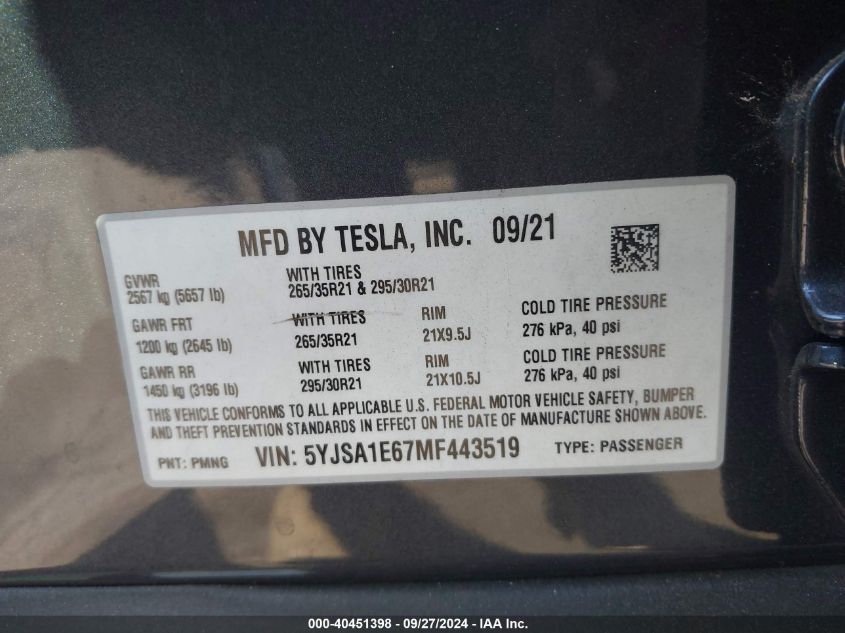 MFD BY TESLA, INC. 09/21
GVWR
2567 kg (5657 lb)
WITH TIRES
265/35R21 & 295/30R21
GAWR FRT
1200 kg (2645 lb)
WITH TIRES
265/35R21
RIM
21X9.5J
COLD TIRE PRESSURE
276 kPa, 40 psi
GAWR RR
1450 kg (3196 lb)
WITH TIRES
295/30R21
RIM
21X10.5J
COLD TIRE PRESSURE
276 kPa, 40 psi
THIS VEHICLE CONFORMS TO ALL APPLICABLE U.S. FEDERAL MOTOR VEHICLE SAFETY, BUMPER
AND THEFT PREVENTION STANDARDS IN EFFECT ON THE DATE OF MANUFACTURE SHOWN ABOVE.
PNT: PMNG VIN: 5YJSA1E67MF443519 TYPE: PASSENGER
000-40451398 - 09/27/2024 - IAAI.com